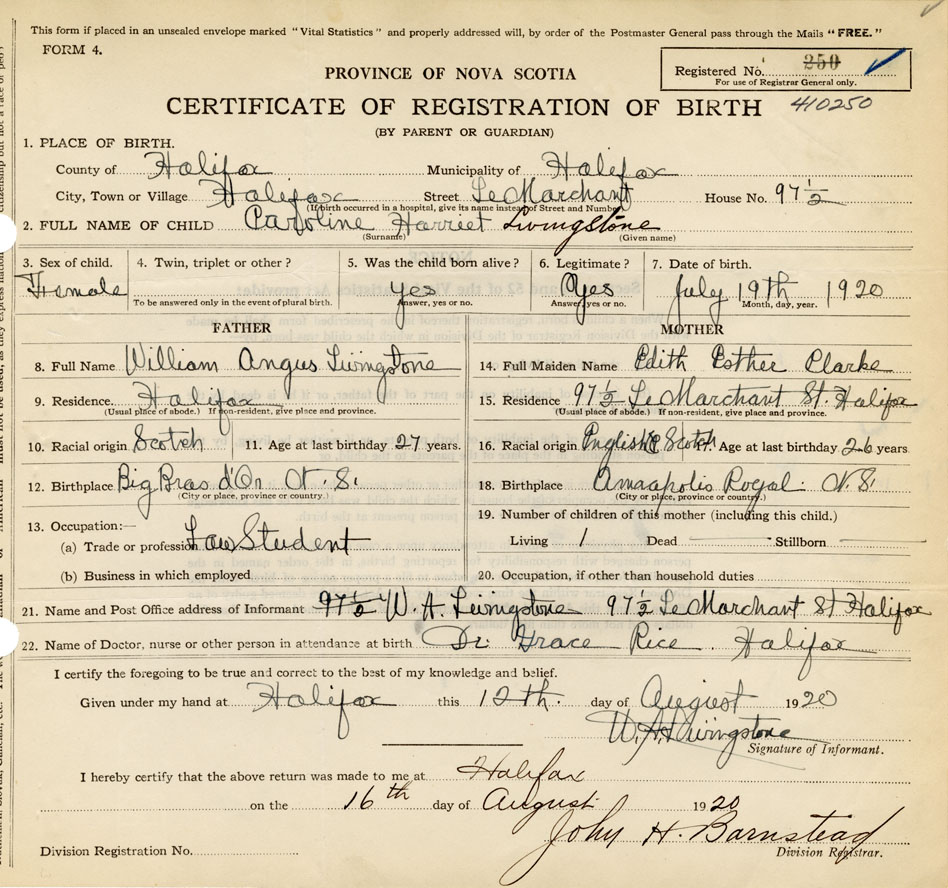 This form if placed in an unsealed envelope marked "Vital Statistics" and properly addressed will, by order of the Postmaster General pass through the Mails "FREE."
FORM 4.
Registered No. 250
For use of Registrar General only.
PROVINCE OF NOVA SCOTIA
CERTIFICATE OF REGISTRATION OF BIRTH 410250
(BY PARENT OR GUARDIAN)
1. PLACE OF BIRTH.
County of Halifax Municipality of Halifax
City, Town or Village Halifax Street LeMarchant House No. 97 1/2
(If birth occurred in a hospital, give its name instead of Street and Number)
2. FULL NAME OF CHILD Caroline Harriet Livingstone
(Surname) (Given name)
3. Sex of child. 4. Twin, triplet or other? 5. Was the child born alive? 6. Legitimate? 7. Date of birth.
Female Yes Yes July 19th 1920
To be answered only in the event of plural birth. Answer, yes or no. Answer, yes or no. Month, day, year.
FATHER MOTHER
8. Full Name William Angus Livingstone 14. Full Maiden Name Edith Esther Clarke
9. Residence. Halifax 15. Residence 97 1/2 LeMarchant St. Halifax
(Usual place of abode.) If non-resident, give place and province. (Usual place of abode.) If non-resident, give place and province.
10. Racial origin Scotch 11. Age at last birthday 27 years. 16. Racial origin English & Scotch 17. Age at last birthday 26 years
12. Birthplace Big Bras d'Or N. S. 18. Birthplace Annapolis Royal. N. S.
(City or place, province or country.) (City or place, province or country.)
13. Occupation:— 19. Number of children of this mother (including this child.)
(a) Trade or profession Law Student Living 1 Dead Stillborn
(b) Business in which employed 20. Occupation, if other than household duties
21. Name and Post Office address of Informant 97 1/2 W. A. Livingstone 97 1/2 LeMarchant St Halifax
22. Name of Doctor, nurse or other person in attendance at birth Dr. Grace Rice. Halifax
I certify the foregoing to be true and correct to the best of my knowledge and belief.
Given under my hand at Halifax this 12th. day of August 1920
W. A. Livingstone
Signature of Informant.
I hereby certify that the above return was made to me at Halifax
on the 16th day of August 1920
John H. Barnstead
Division Registration No. Division Registrar.